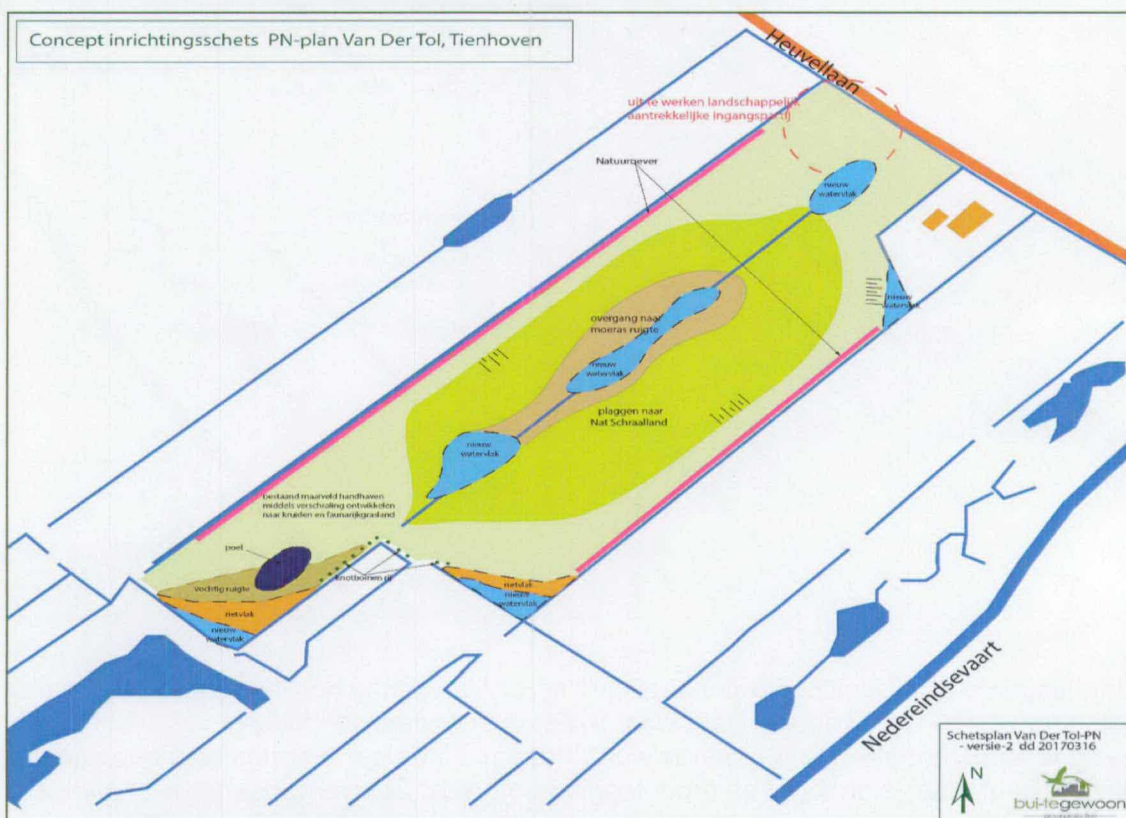 Concept inrichtingsschets PN-plan Van Der Tol, Tienhoven
Heuvellaan
uit te werken landschappelijk
aantrekkelijke ingangspartij
Natuuroever
nieuw
watervlak
nieuw
watervlak
overgang naar
moeras ruigte
nieuw
watervlak
plaggen naar
Nat Schraalland
nieuw
watervlak
bestaand maaiveld handhaven
middels verschraling ontwikkelen
naar kruiden en faunarijkgrasland
poel
vochtig ruigte
knotbomen rij
rietvlak
nieuw
watervlak
rietvlak
nieuw
watervlak
Nedereindsevaart
Schetsplan Van Der Tol-PN
- versie-2 dd 20170316
N
bui-tegewoon